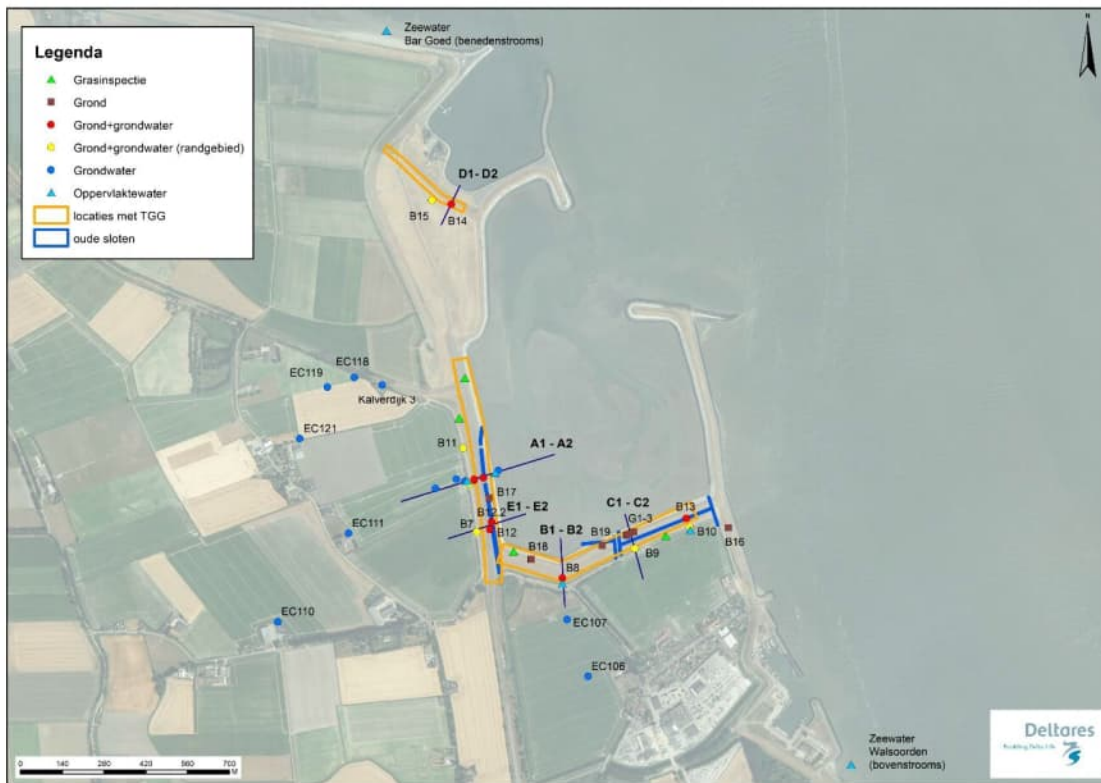 Zeewater
Bar Goed (benedenstrooms)
N
Legenda
Grasinspectie
Grond
Grond+grondwater
Grond+grondwater (randgebied)
Grondwater
Oppervlaktewater
locaties met TGG
oude sloten
D1- D2
B15
B14
EC118
EC119
Kalverdijk 3
EC121
B11
A1 - A2
B17
B12.2
E1 - E2
C1 - C2
B13
G1-3
B7
B12
B1 - B2
B19
B10
B16
EC111
B18
B9
B8
EC110
EC107
EC106
Zeewater
Walsoorden
(bovenstrooms)
Deltares
0 140 280 420 560 700
M